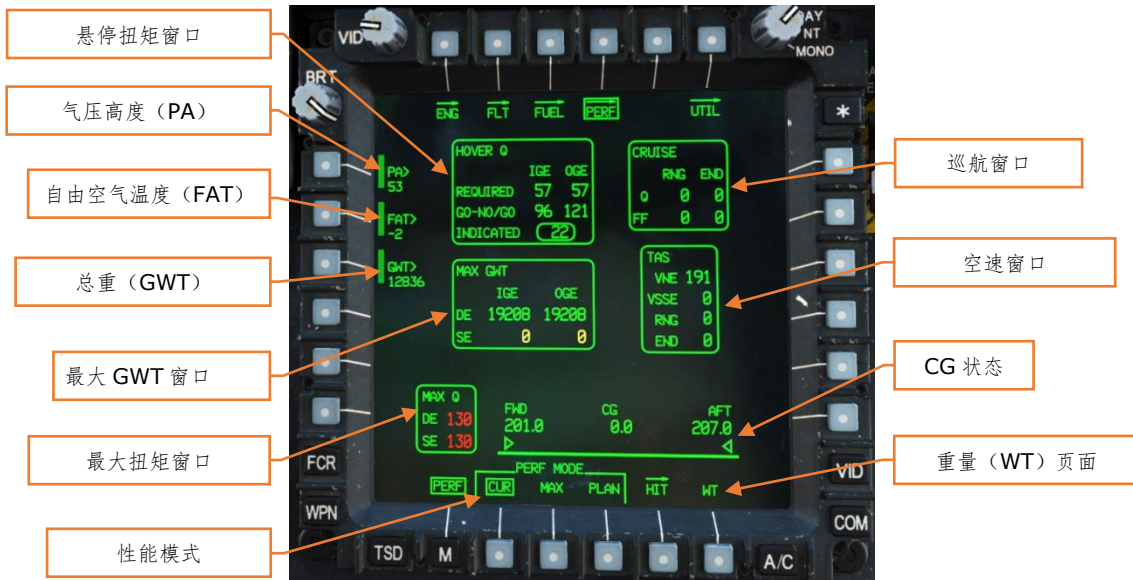 悬停扭矩窗口
气压高度（PA）
自由空气温度（FAT）
总重（GWT）
最大 GWT 窗口
最大扭矩窗口
性能模式
巡航窗口
空速窗口
CG 状态
重量（WT）页面
VID
DAY
NT
MONO
BRT
*
ENG FLT FUEL PERF UTIL
PA>
53
FAT>
-2
GWT>
12836
HOVER Q
IGE OGE
REQUIRED 57 57
GO-NO/GO 96 121
INDICATED 22
CRUISE
RNG END
Q 0 0
FF 0 0
MAX GWT
IGE OGE
DE 19208 19208
SE 0 0
TAS
VNE 191
VSSE 0
RNG 0
END 0
MAX Q
DE 130
SE 130
FWD CG AFT
201.0 0.0 207.0
PERF MODE
PERF CUR MAX PLAN HIT WT
FCR
WPN
TSD
M
A/C
VID
COM